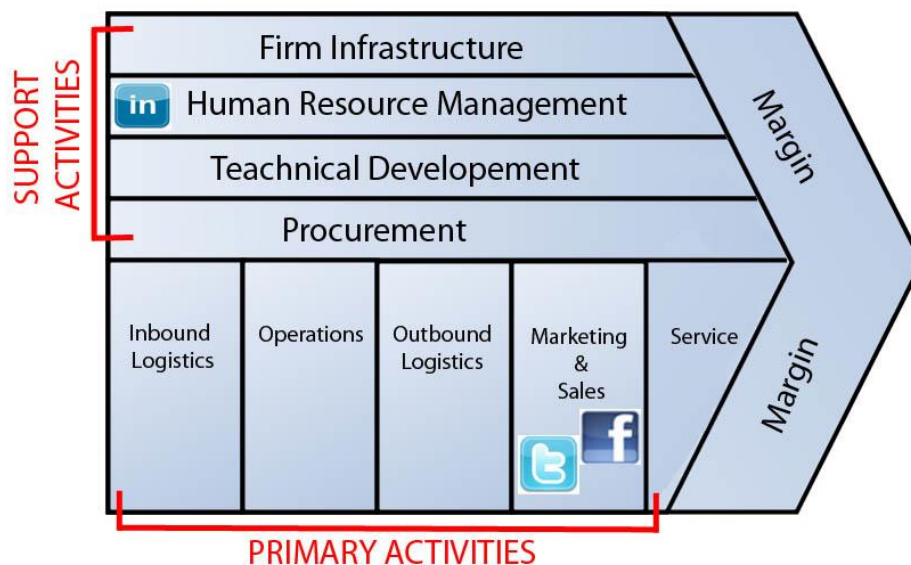 SUPPORT
ACTIVITIES
Firm Infrastructure
in
Human Resource Management
Teachnical Developement
Procurement
Margin
Inbound
Logistics
Operations
Outbound
Logistics
Marketing
&
Sales
Service
Margin
PRIMARY ACTIVITIES